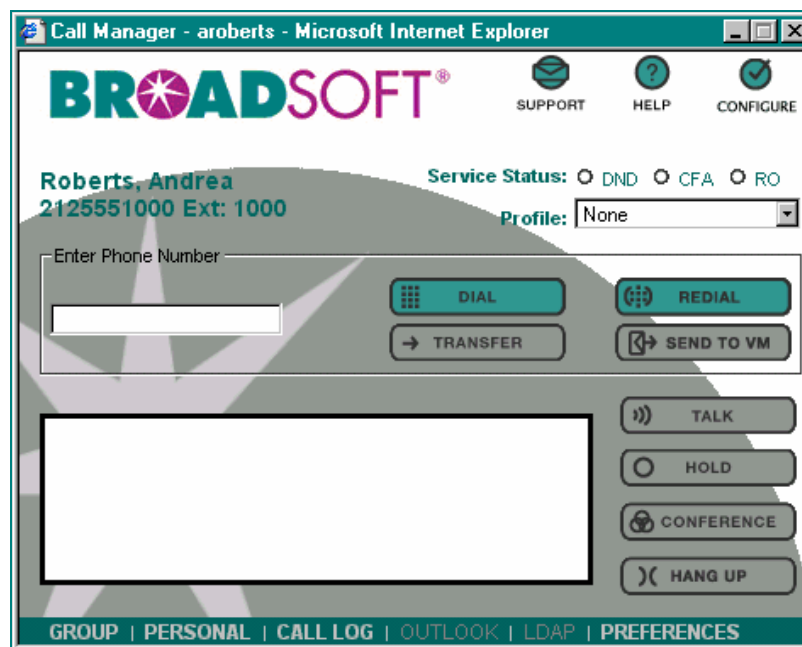 Call Manager - aroberts - Microsoft Internet Explorer
BROADSOFT®
SUPPORT HELP CONFIGURE
Roberts, Andrea
2125551000 Ext: 1000
Service Status: DND CFA RO
Profile: None
Enter Phone Number
DIAL REDIAL
TRANSFER SEND TO VM
TALK
HOLD
CONFERENCE
HANG UP
GROUP | PERSONAL | CALL LOG | OUTLOOK | LDAP | PREFERENCES